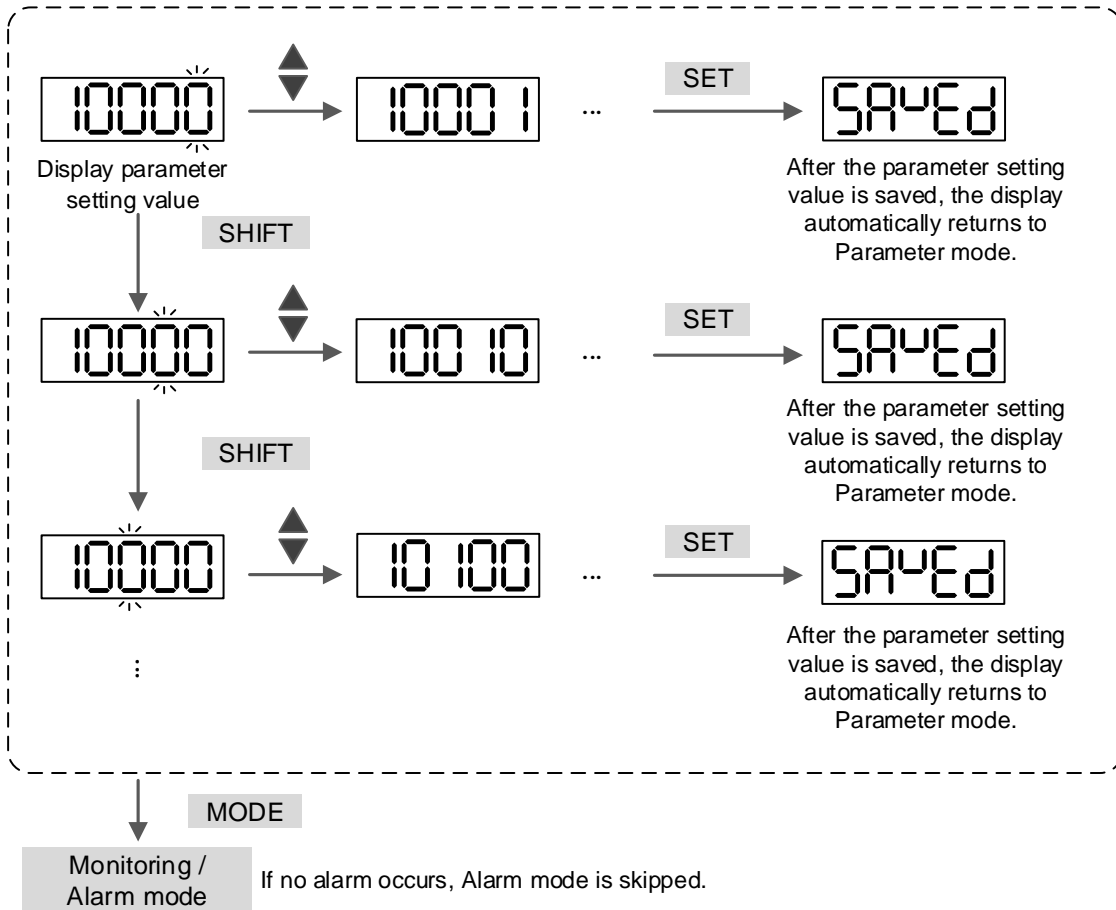 10000
10001
...
SET
SAvEd
Display parameter
setting value
After the parameter setting
value is saved, the display
automatically returns to
Parameter mode.
SHIFT
10000
10010
...
SET
SAvEd
After the parameter setting
value is saved, the display
automatically returns to
Parameter mode.
SHIFT
10000
10100
...
SET
SAvEd
After the parameter setting
value is saved, the display
automatically returns to
Parameter mode.
...
MODE
Monitoring /
Alarm mode
If no alarm occurs, Alarm mode is skipped.